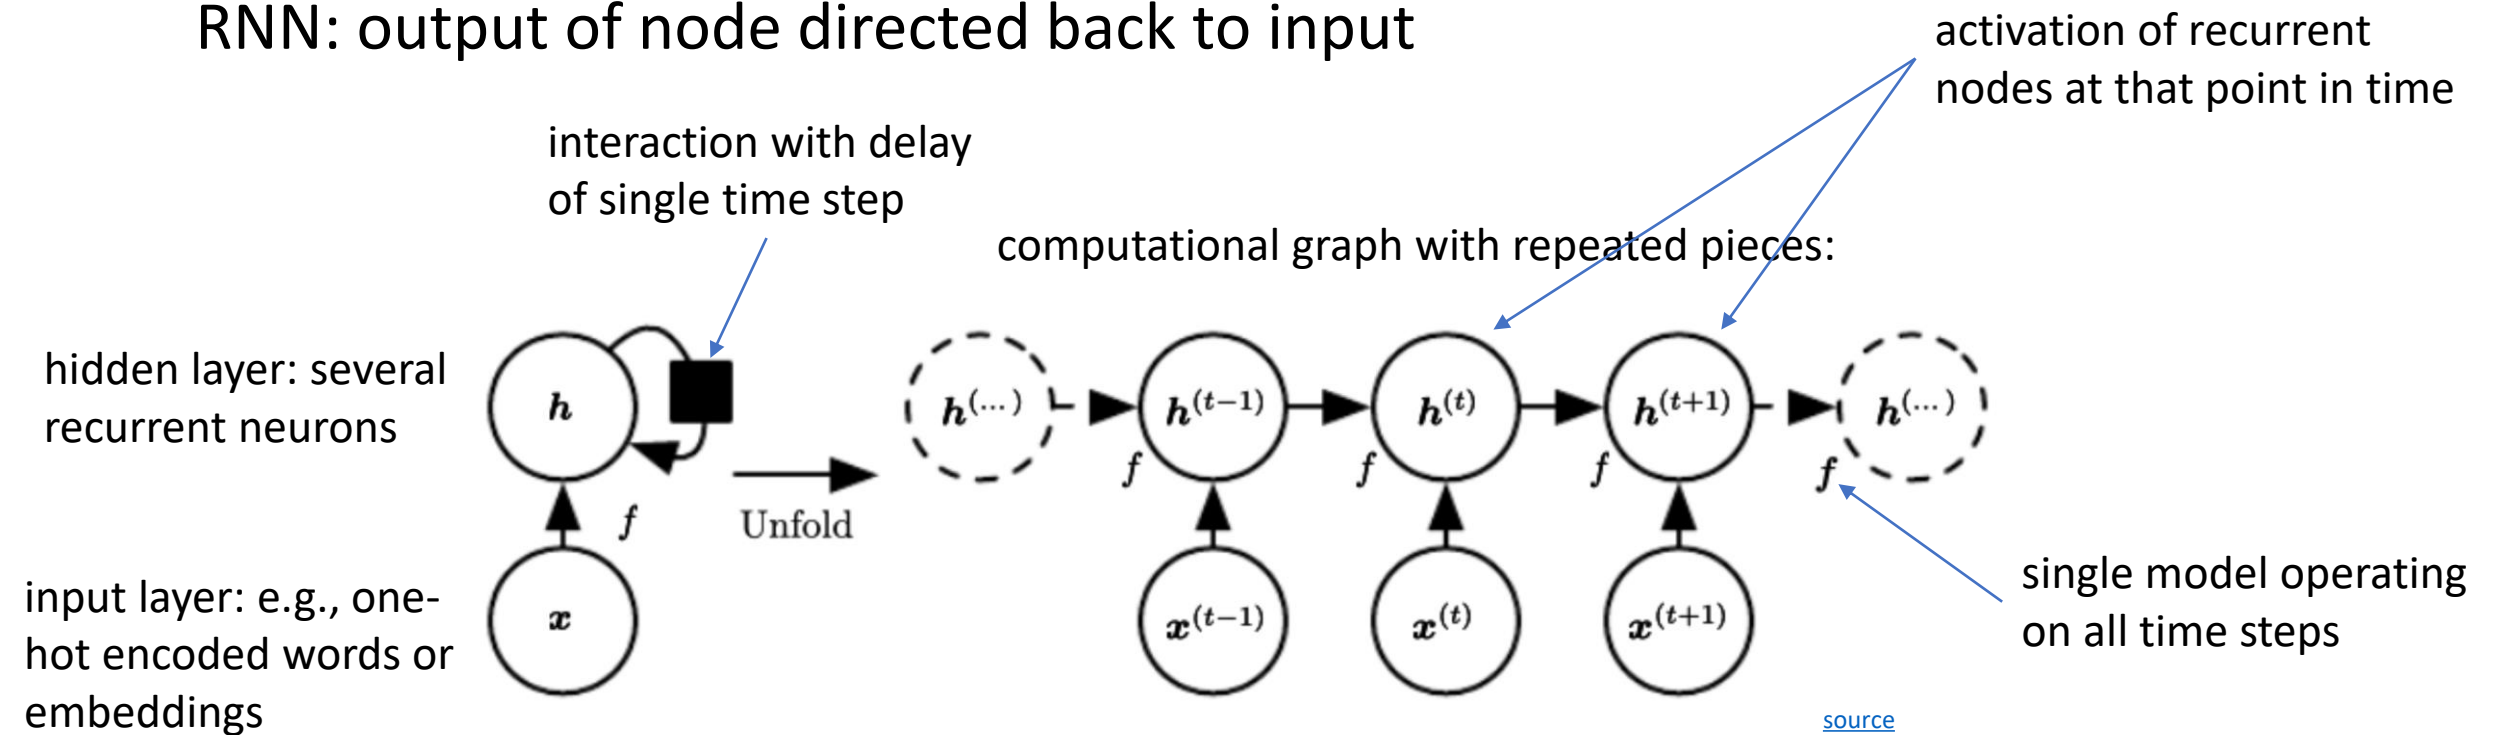 RNN: output of node directed back to input
activation of recurrent
nodes at that point in time
interaction with delay
of single time step
computational graph with repeated pieces:
hidden layer: several
recurrent neurons
h
h^(...)
h^(t−1)
h^(t)
h^(t+1)
h^(...)
f
f
f
f
f
Unfold
input layer: e.g., one-
hot encoded words or
embeddings
x
x^(t−1)
x^(t)
x^(t+1)
single model operating
on all time steps
source